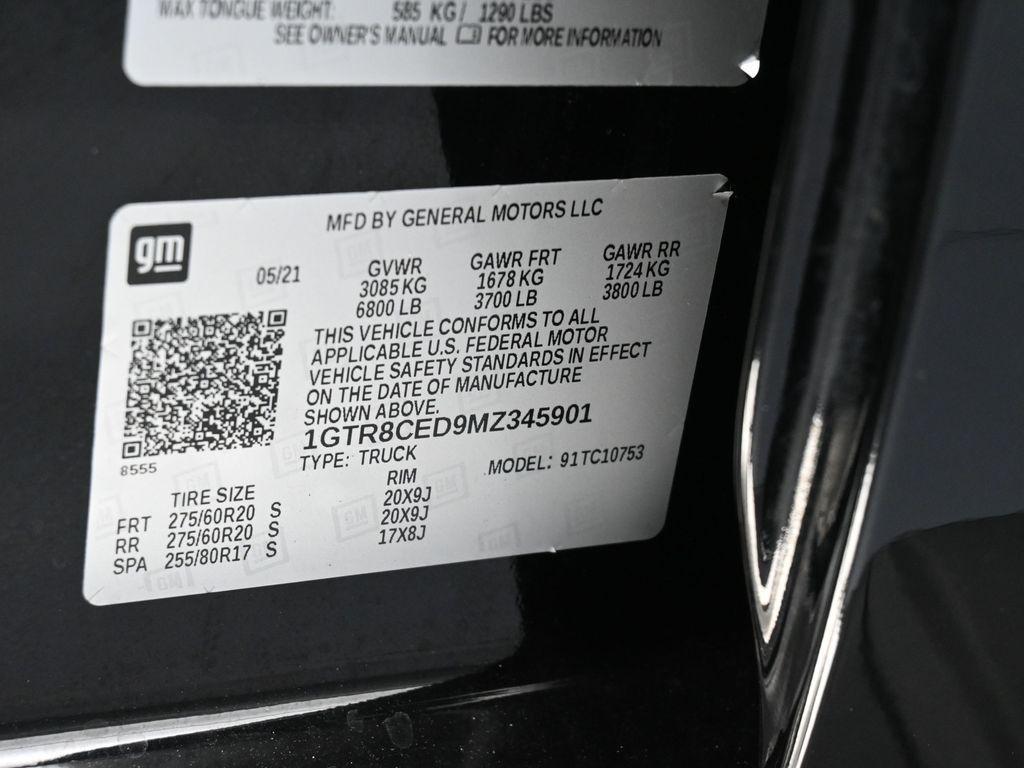 MAX TONGUE WEIGHT: 585 KG/ 1290 LBS
SEE OWNER'S MANUAL FOR MORE INFORMATION
gm
MFD BY GENERAL MOTORS LLC
05/21
GVWR GAWR FRT GAWR RR
3085 KG 1678 KG 1724 KG
6800 LB 3700 LB 3800 LB
THIS VEHICLE CONFORMS TO ALL
APPLICABLE U.S. FEDERAL MOTOR
VEHICLE SAFETY STANDARDS IN EFFECT
ON THE DATE OF MANUFACTURE
SHOWN ABOVE.
1GTR8CED9MZ345901
8555
TYPE: TRUCK MODEL: 91TC10753
TIRE SIZE RIM
FRT 275/60R20 S 20X9J
RR 275/60R20 S 20X9J
SPA 255/80R17 S 17X8J